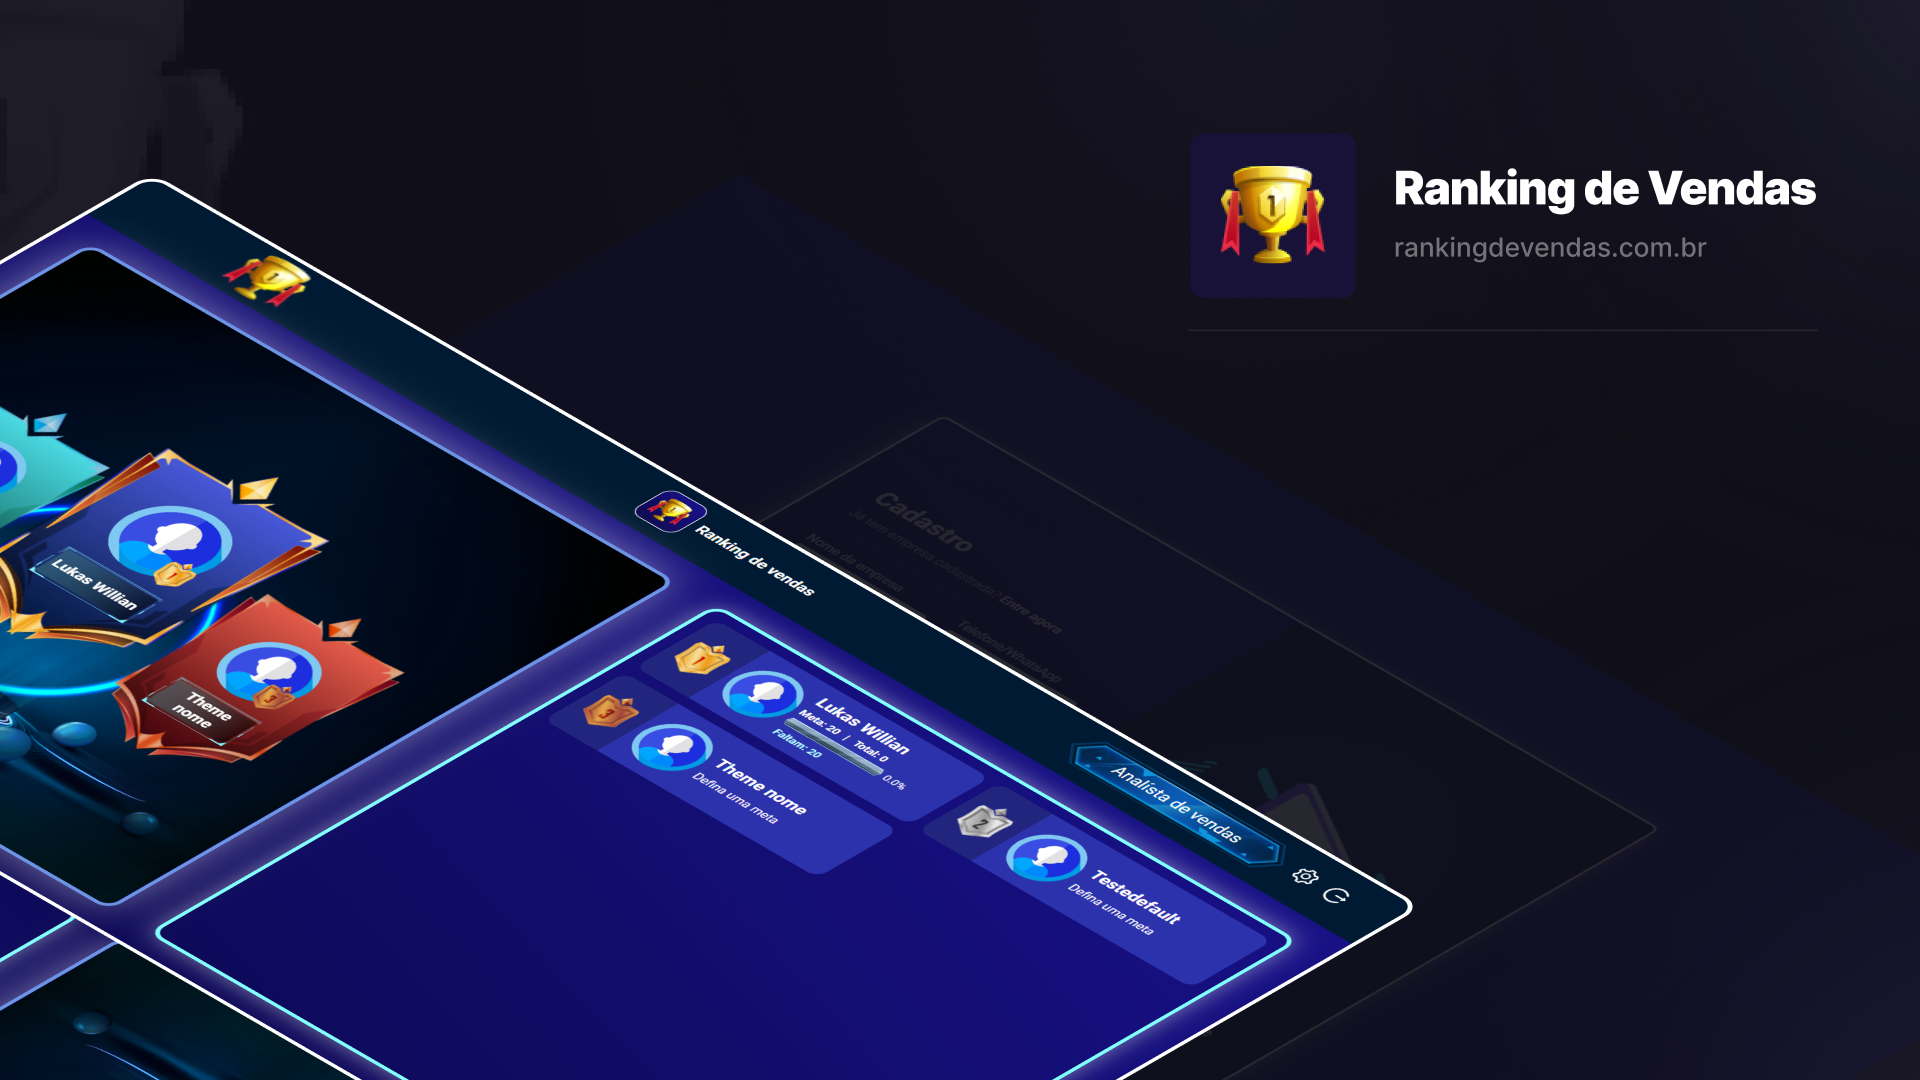 Ranking de Vendas
rankingdevendas.com.br
Ranking de vendas
Analista de vendas
Lukas Willian
1
Theme
nome
3
1
Lukas Willian
Meta: 20 | Total: 0
0.0%
Faltam: 20
3
Theme nome
Defina uma meta
2
Testedefault
Defina uma meta
Cadastro
Já tem empresa cadastrada? Entre agora
Nome da empresa
Telefone/WhatsApp